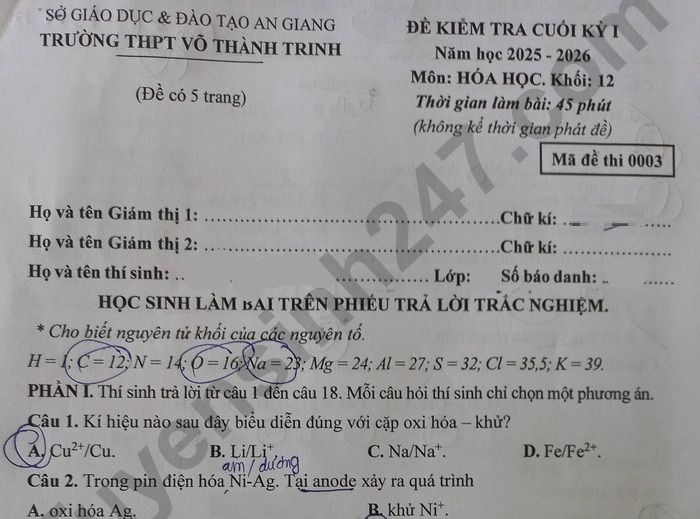 SỞ GIÁO DỤC & ĐÀO TẠO AN GIANG
TRƯỜNG THPT VÕ THÀNH TRINH
(Đề có 5 trang)
ĐỀ KIỂM TRA CUỐI KỲ I
Năm học 2025 - 2026
Môn: HÓA HỌC. Khối: 12
Thời gian làm bài: 45 phút
(không kể thời gian phát đề)
Mã đề thi 0003
Họ và tên Giám thị 1: ........................................Chữ kí: ...... ......
Họ và tên Giám thị 2: ........................................Chữ kí: ..................
Họ và tên thí sinh: .. ................ Lớp: Số báo danh: .. ......
HỌC SINH LÀM BÀI TRÊN PHIẾU TRẢ LỜI TRẮC NGHIỆM.
* Cho biết nguyên tử khối của các nguyên tố.
H = 1; C = 12; N = 14; O = 16; Na = 23; Mg = 24; Al = 27; S = 32; Cl = 35,5; K = 39.
PHẦN I. Thí sinh trả lời từ câu 1 đến câu 18. Mỗi câu hỏi thí sinh chỉ chọn một phương án.
Câu 1. Kí hiệu nào sau đây biểu diễn đúng với cặp oxi hóa – khử?
A. Cu²⁺/Cu. B. Li/Li⁺. C. Na/Na⁺. D. Fe/Fe²⁺.
am/dương
Câu 2. Trong pin điện hóa Ni-Ag. Tại anode xảy ra quá trình
A. oxi hóa Ag. B. khử Ni⁺.
tuyensinh247.com